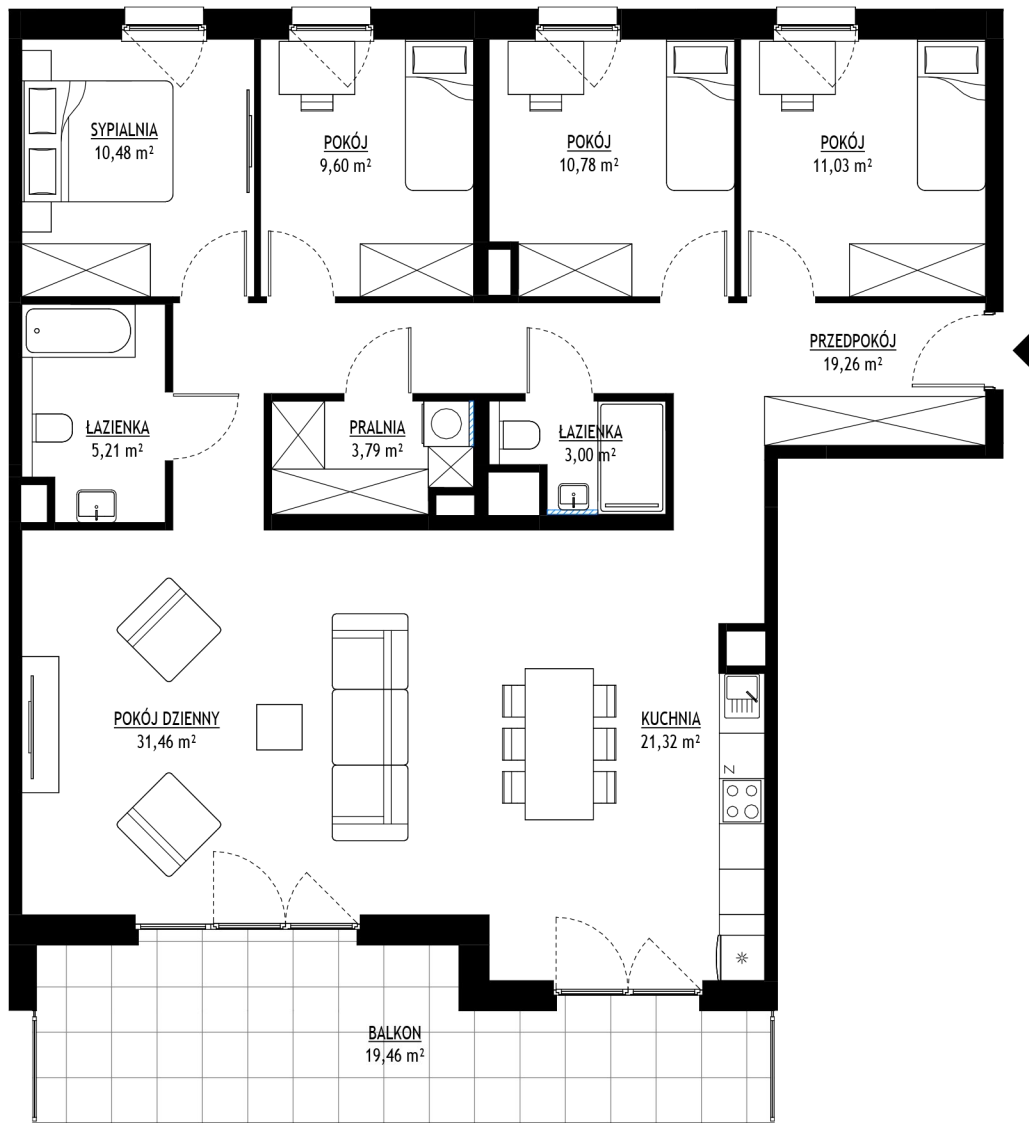 SYPIALNIA
10,48 m²
POKÓJ
9,60 m²
POKÓJ
10,78 m²
POKÓJ
11,03 m²
PRZEDPOKÓJ
19,26 m²
ŁAZIENKA
5,21 m²
PRALNIA
3,79 m²
ŁAZIENKA
3,00 m²
POKÓJ DZIENNY
31,46 m²
KUCHNIA
21,32 m²
Z
BALKON
19,46 m²